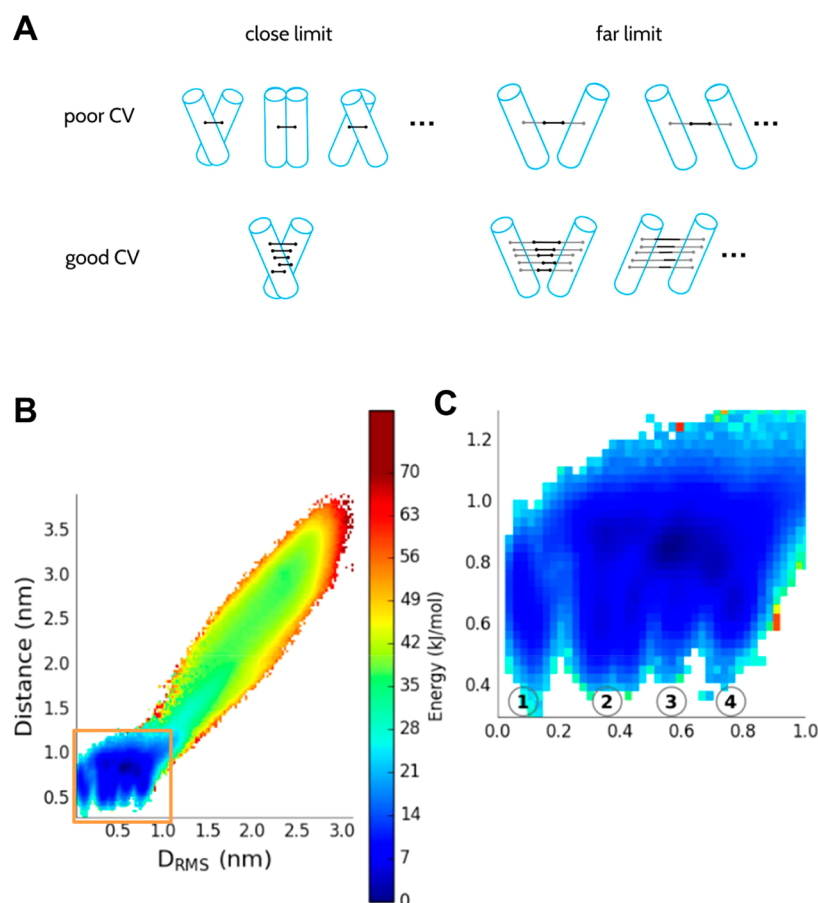 A
close limit
far limit
poor CV
...
...
good CV
...
B
Distance (nm)
3.5
3.0
2.5
2.0
1.5
1.0
0.5
0.5 1.0 1.5 2.0 2.5 3.0
D_RMS (nm)
70
63
56
49
42
35
28
21
14
7
0
Energy (kJ/mol)
C
1.2
1.0
0.8
0.6
0.4
1 2 3 4
0.0 0.2 0.4 0.6 0.8 1.0